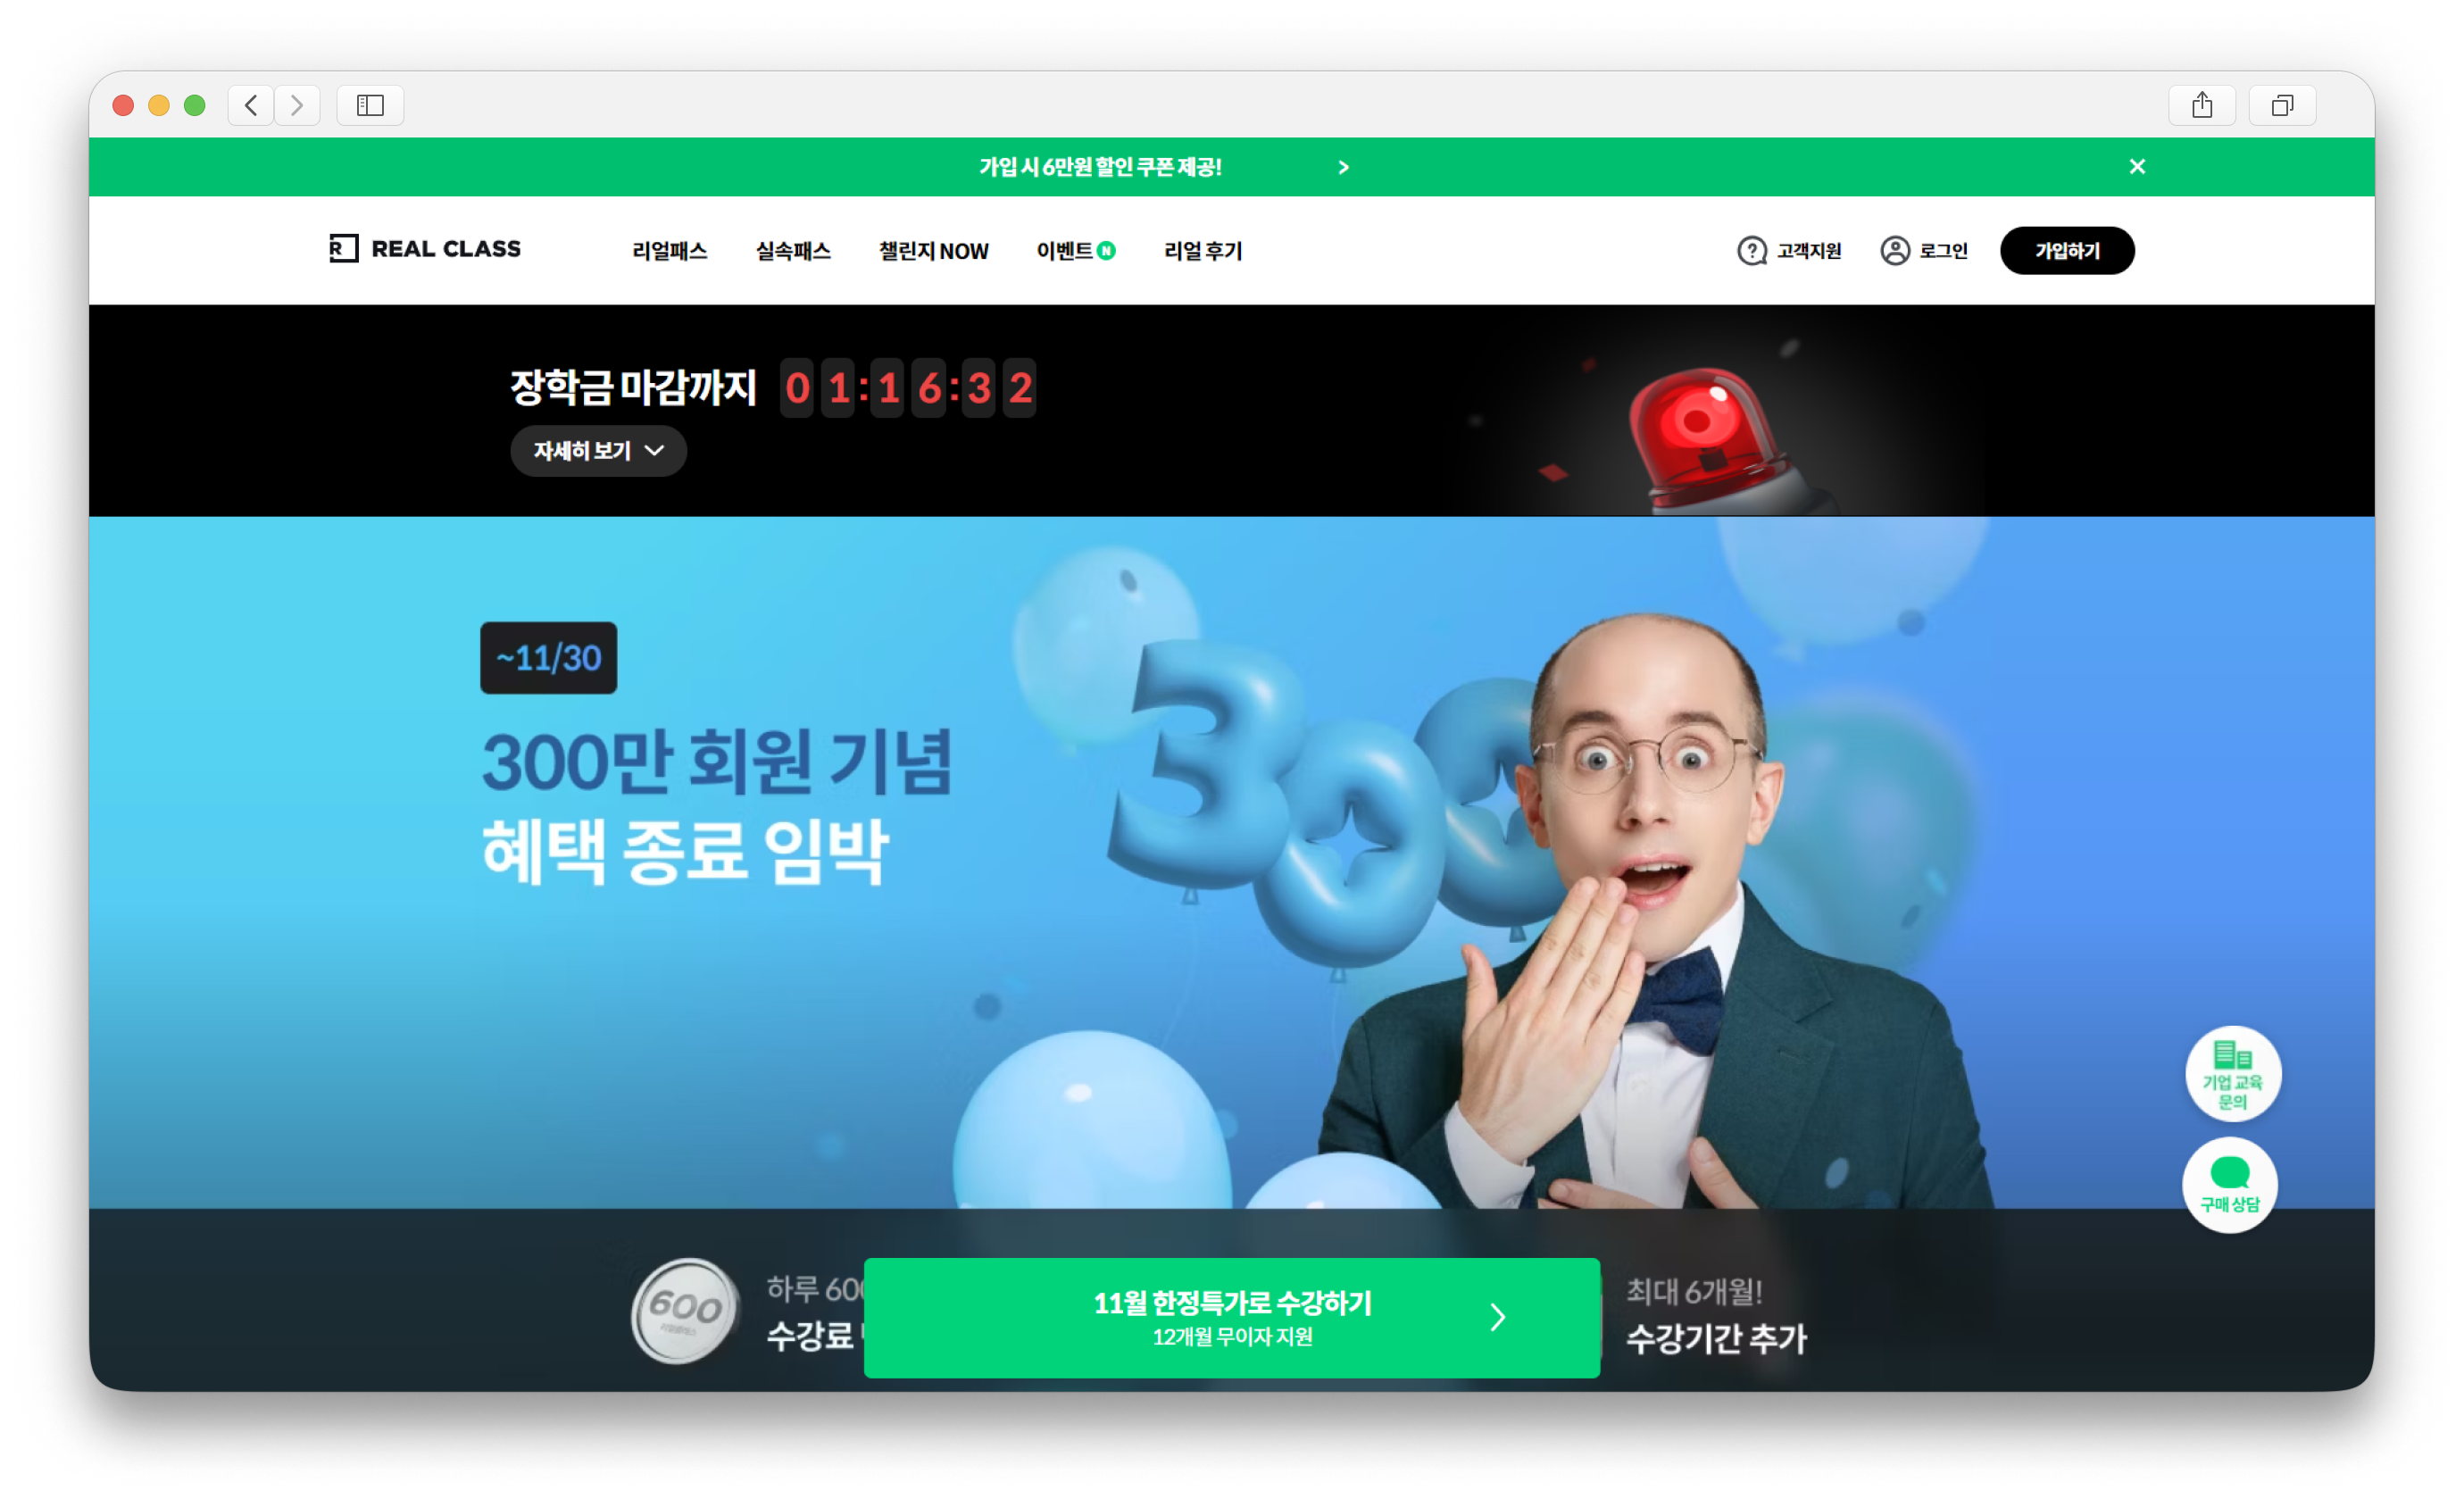 가입 시 6만원 할인 쿠폰 제공!
REAL CLASS
리얼패스
실속패스
챌린지 NOW
이벤트 N
리얼 후기
고객지원
로그인
가입하기
장학금 마감까지 01:16:32
자세히 보기
~11/30
300만 회원 기념
혜택 종료 임박
300
기업 교육
문의
구매 상담
600
하루 600
수강료
11월 한정특가로 수강하기
12개월 무이자 지원
최대 6개월!
수강기간 추가